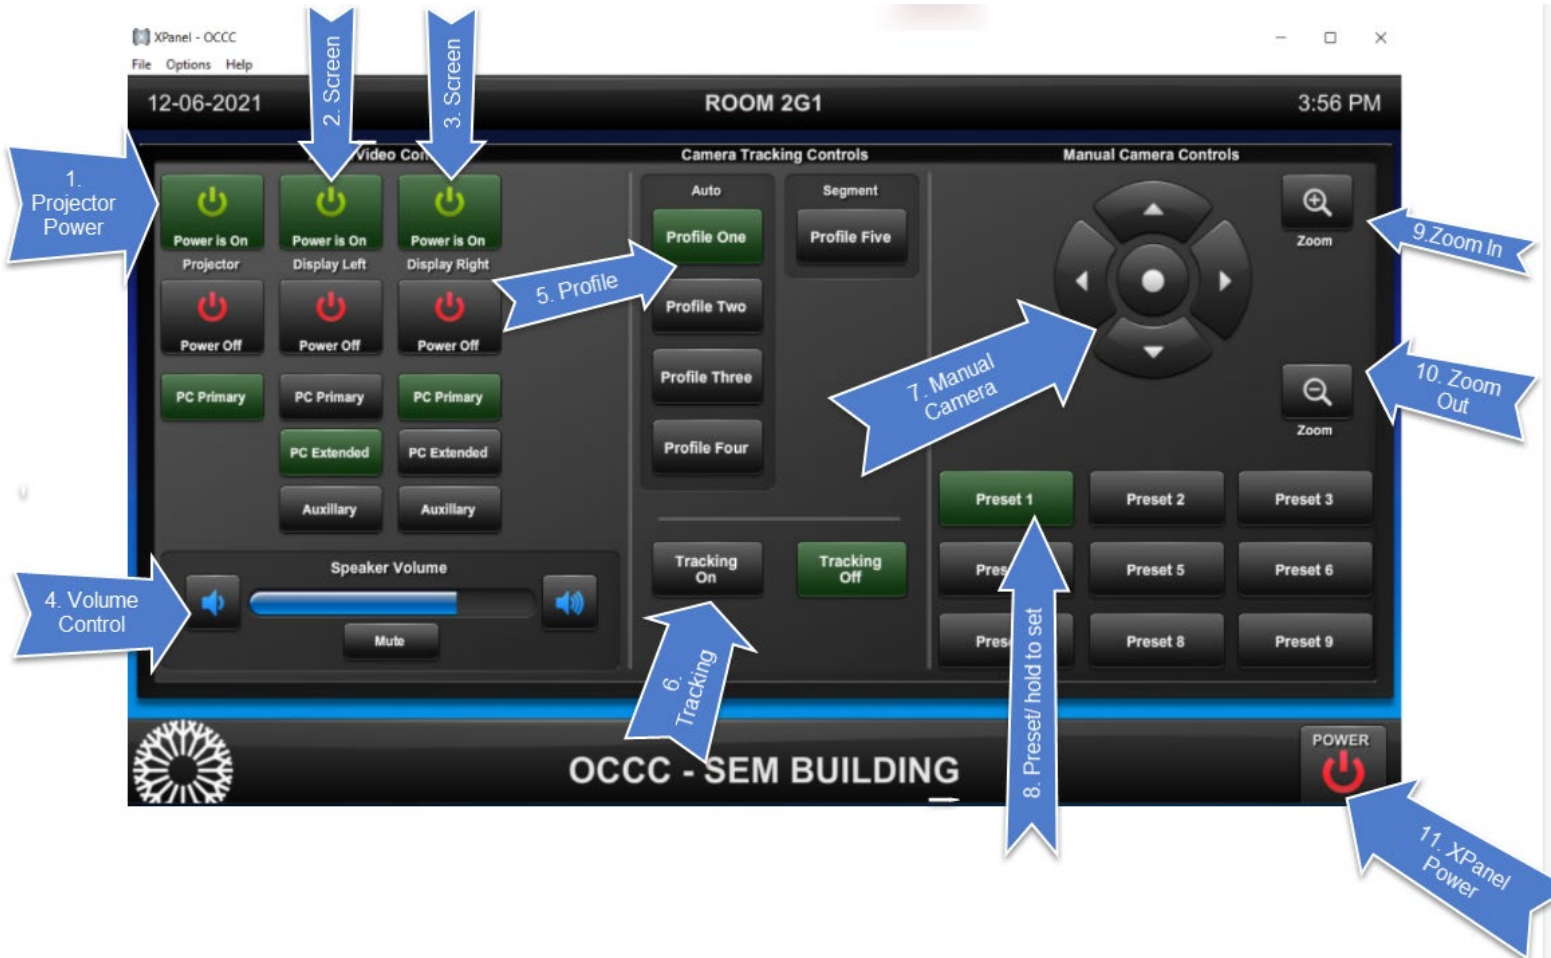 XPanel - OCCC
File Options Help
12-06-2021
ROOM 2G1
3:56 PM
2. Screen
3. Screen
1.
Projector
Power
Video
Camera Tracking Controls
Manual Camera Controls
Power is On
Power is On
Power is On
Projector
Display Left
Display Right
Power Off
Power Off
Power Off
PC Primary
PC Primary
PC Primary
PC Extended
PC Extended
Auxillary
Auxillary
Speaker Volume
Mute
4. Volume
Control
Auto
Segment
Profile One
Profile Five
Profile Two
Profile Three
Profile Four
5. Profile
Tracking
On
Tracking
Off
6.
Tracking
7. Manual
Camera
Zoom
9.Zoom In
Zoom
10. Zoom
Out
Preset 1
Preset 2
Preset 3
Preset 5
Preset 6
Preset 8
Preset 9
8. Preset/ hold to set
OCCC - SEM BUILDING
POWER
11. XPanel
Power